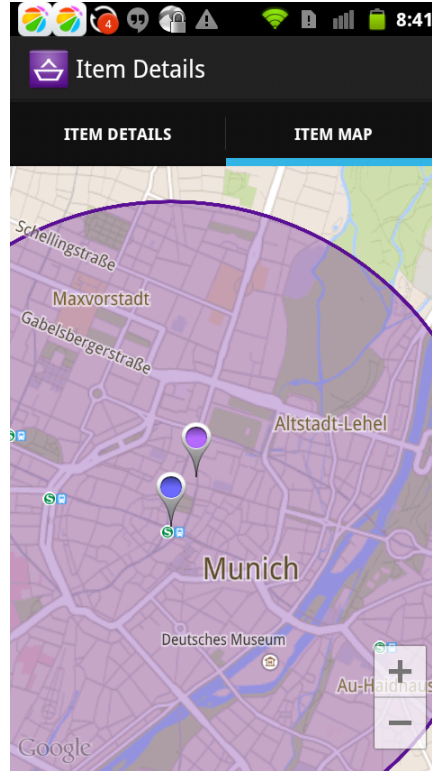 4
8:41
Item Details
ITEM DETAILS
ITEM MAP
Schellingstraße
Maxvorstadt
Gabelsbergerstraße
Altstadt-Lehel
S
S
Munich
Deutsches Museum
S
Au-Haidhaus
+
−
Google